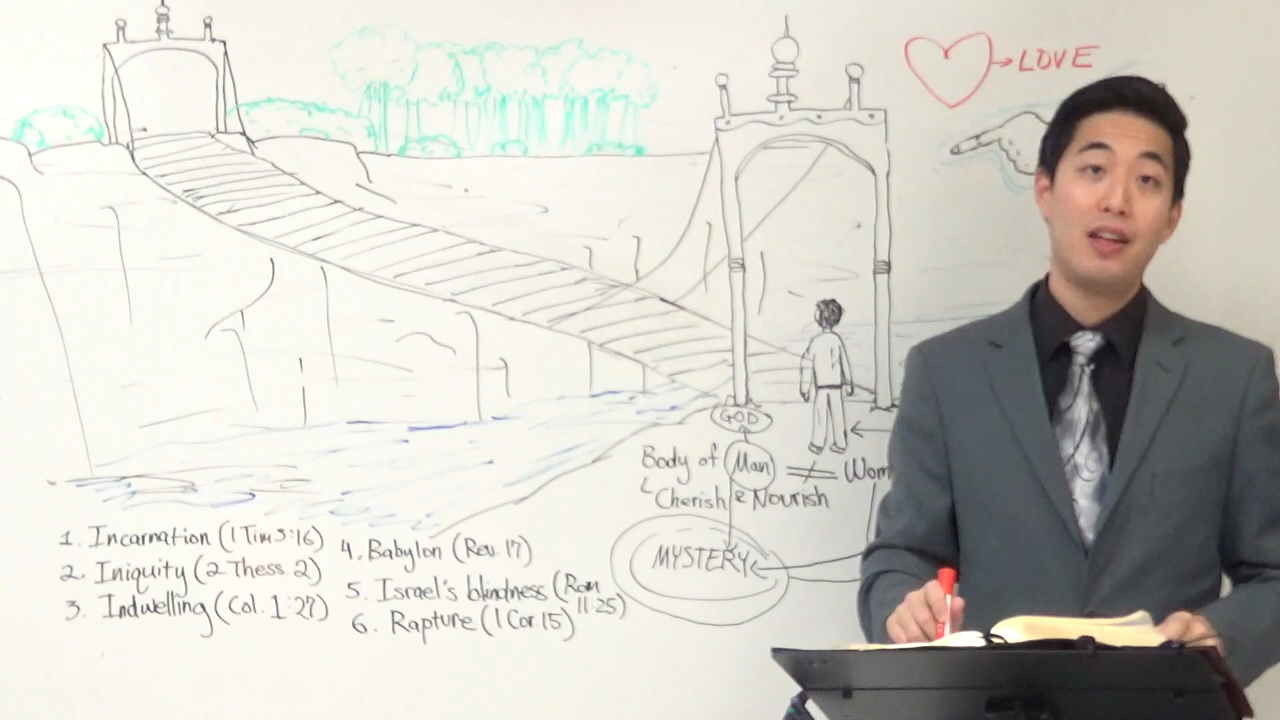 → LOVE
GOD
Body of Man ≠ Wom
Cherish & Nourish
MYSTERY
1. Incarnation (1 Tim 3:16)
2. Iniquity (2 Thess. 2)
3. Indwelling (Col. 1:27)
4. Babylon (Rev. 17)
5. Israel's blindness (Rom 11:25)
6. Rapture (1 Cor. 15)